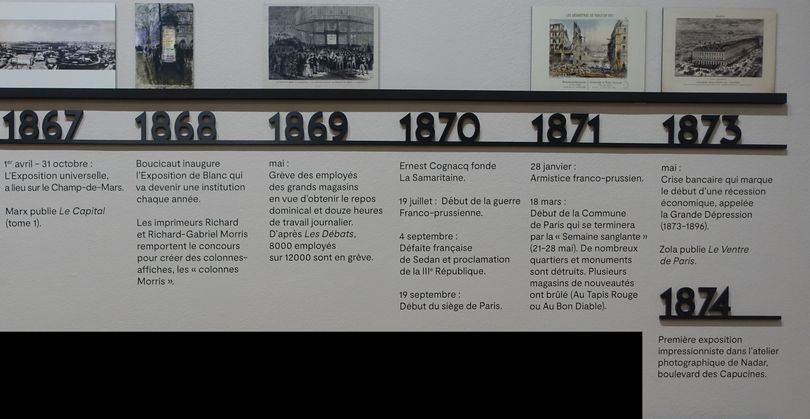 LES DÉSASTRES DE PARIS EN 1871
1867
1er avril – 31 octobre :
L'Exposition universelle,
a lieu sur le Champ-de-Mars.
Marx publie Le Capital
(tome 1).
1868
Boucicaut inaugure
l'Exposition de Blanc qui
va devenir une institution
chaque année.
Les imprimeurs Richard
et Richard-Gabriel Morris
remportent le concours
pour créer des colonnes-
affiches, les « colonnes
Morris ».
1869
mai :
Grève des employés
des grands magasins
en vue d'obtenir le repos
dominical et douze heures
de travail journalier.
D'après Les Débats,
8000 employés
sur 12000 sont en grève.
1870
Ernest Cognacq fonde
La Samaritaine.
19 juillet : Début de la guerre
Franco-prussienne.
4 septembre :
Défaite française
de Sedan et proclamation
de la IIIe République.
19 septembre :
Début du siège de Paris.
1871
28 janvier :
Armistice franco-prussien.
18 mars :
Début de la Commune
de Paris qui se terminera
par la « Semaine sanglante »
(21-28 mai). De nombreux
quartiers et monuments
sont détruits. Plusieurs
magasins de nouveautés
ont brûlé (Au Tapis Rouge
ou Au Bon Diable).
1873
mai :
Crise bancaire qui marque
le début d'une récession
économique, appelée
la Grande Dépression
(1873-1896).
Zola publie Le Ventre
de Paris.
1874
Première exposition
impressionniste dans l'atelier
photographique de Nadar,
boulevard des Capucines.